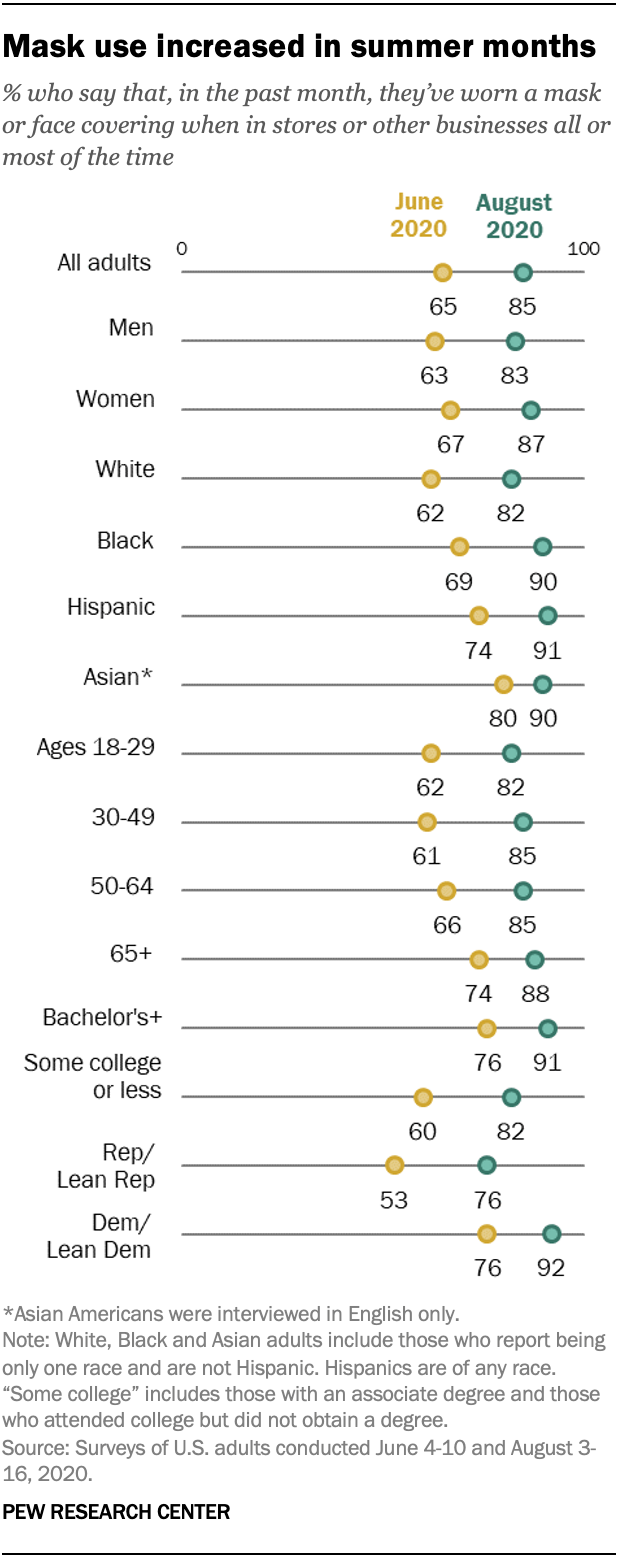 Mask use increased in summer months
% who say that, in the past month, they’ve worn a mask
or face covering when in stores or other businesses all or
most of the time
June
2020
August
2020
0
100
All adults
65
85
Men
63
83
Women
67
87
White
62
82
Black
69
90
Hispanic
74
91
Asian*
80
90
Ages 18-29
62
82
30-49
61
85
50-64
66
85
65+
74
88
Bachelor's+
76
91
Some college
or less
60
82
Rep/
Lean Rep
53
76
Dem/
Lean Dem
76
92
*Asian Americans were interviewed in English only.
Note: White, Black and Asian adults include those who report being
only one race and are not Hispanic. Hispanics are of any race.
“Some college” includes those with an associate degree and those
who attended college but did not obtain a degree.
Source: Surveys of U.S. adults conducted June 4-10 and August 3-
16, 2020.
PEW RESEARCH CENTER